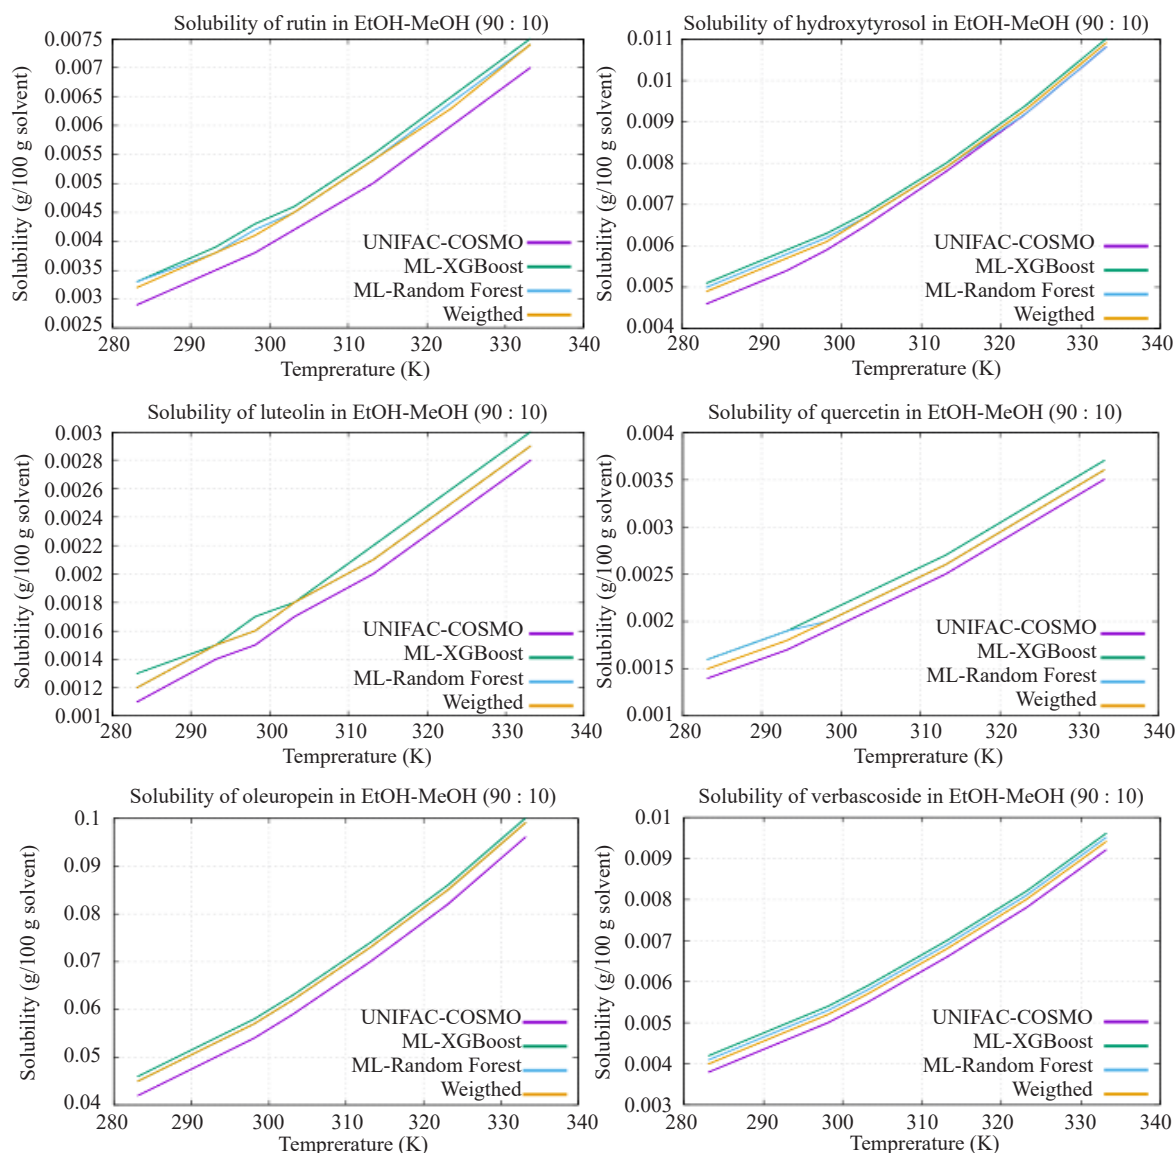 Solubility of rutin in EtOH-MeOH (90 : 10)
Solubility (g/100 g solvent)
0.0075
0.007
0.0065
0.006
0.0055
0.005
0.0045
0.004
0.0035
0.003
0.0025
UNIFAC-COSMO
ML-XGBoost
ML-Random Forest
Weigthed
280 290 300 310 320 330 340
Temprerature (K)
Solubility of hydroxytyrosol in EtOH-MeOH (90 : 10)
Solubility (g/100 g solvent)
0.011
0.01
0.009
0.008
0.007
0.006
0.005
0.004
UNIFAC-COSMO
ML-XGBoost
ML-Random Forest
Weigthed
280 290 300 310 320 330 340
Temprerature (K)
Solubility of luteolin in EtOH-MeOH (90 : 10)
Solubility (g/100 g solvent)
0.003
0.0028
0.0026
0.0024
0.0022
0.002
0.0018
0.0016
0.0014
0.0012
0.001
UNIFAC-COSMO
ML-XGBoost
ML-Random Forest
Weigthed
280 290 300 310 320 330 340
Temprerature (K)
Solubility of quercetin in EtOH-MeOH (90 : 10)
Solubility (g/100 g solvent)
0.004
0.0035
0.003
0.0025
0.002
0.0015
0.001
UNIFAC-COSMO
ML-XGBoost
ML-Random Forest
Weigthed
280 290 300 310 320 330 340
Temprerature (K)
Solubility of oleuropein in EtOH-MeOH (90 : 10)
Solubility (g/100 g solvent)
0.1
0.09
0.08
0.07
0.06
0.05
0.04
UNIFAC-COSMO
ML-XGBoost
ML-Random Forest
Weigthed
280 290 300 310 320 330 340
Temprerature (K)
Solubility of verbascoside in EtOH-MeOH (90 : 10)
Solubility (g/100 g solvent)
0.01
0.009
0.008
0.007
0.006
0.005
0.004
0.003
UNIFAC-COSMO
ML-XGBoost
ML-Random Forest
Weigthed
280 290 300 310 320 330 340
Temprerature (K)